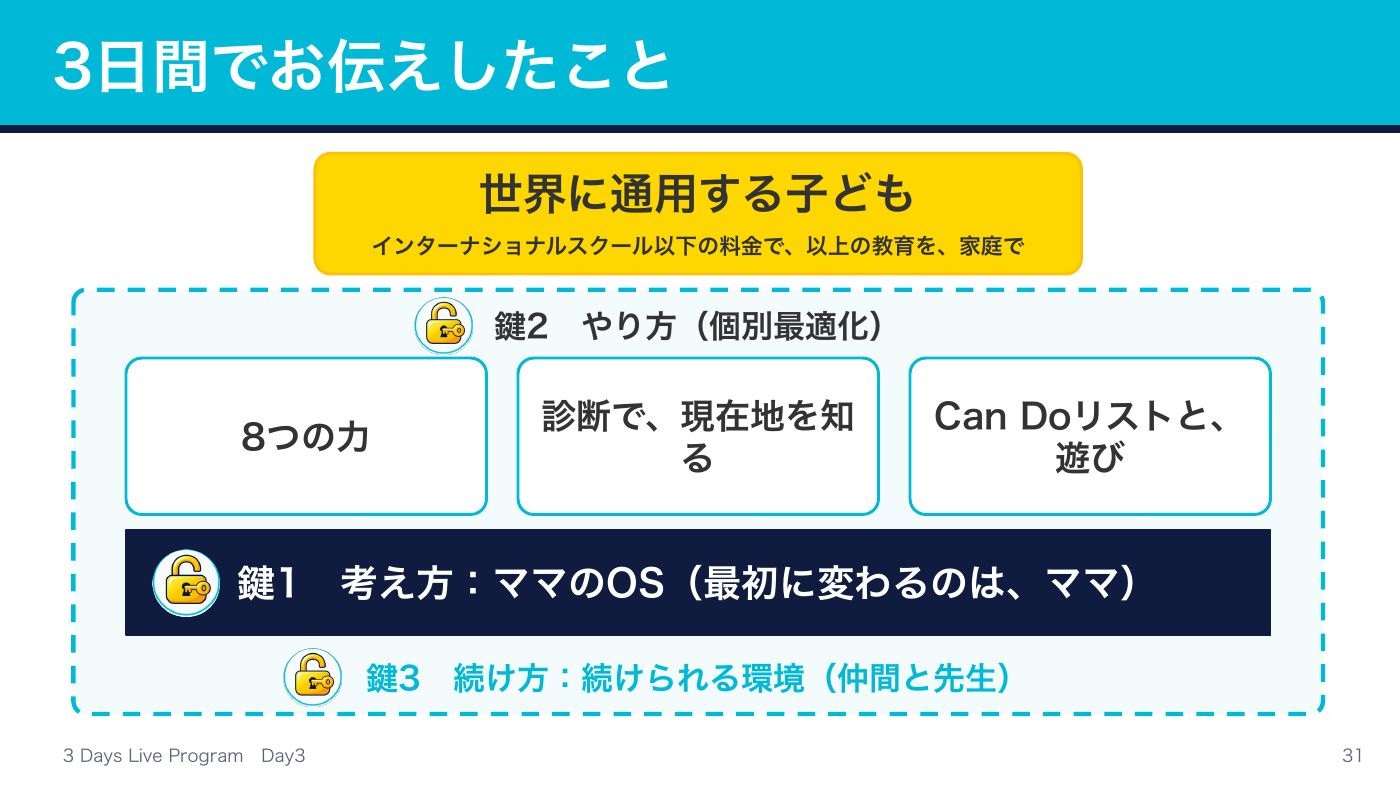 3日間でお伝えしたこと
世界に通用する子ども
インターナショナルスクール以下の料金で、以上の教育を、家庭で
鍵2　やり方（個別最適化）
8つの力
診断で、現在地を知
る
Can Doリストと、
遊び
鍵1　考え方：ママのOS（最初に変わるのは、ママ）
鍵3　続け方：続けられる環境（仲間と先生）
3 Days Live Program　Day3
31